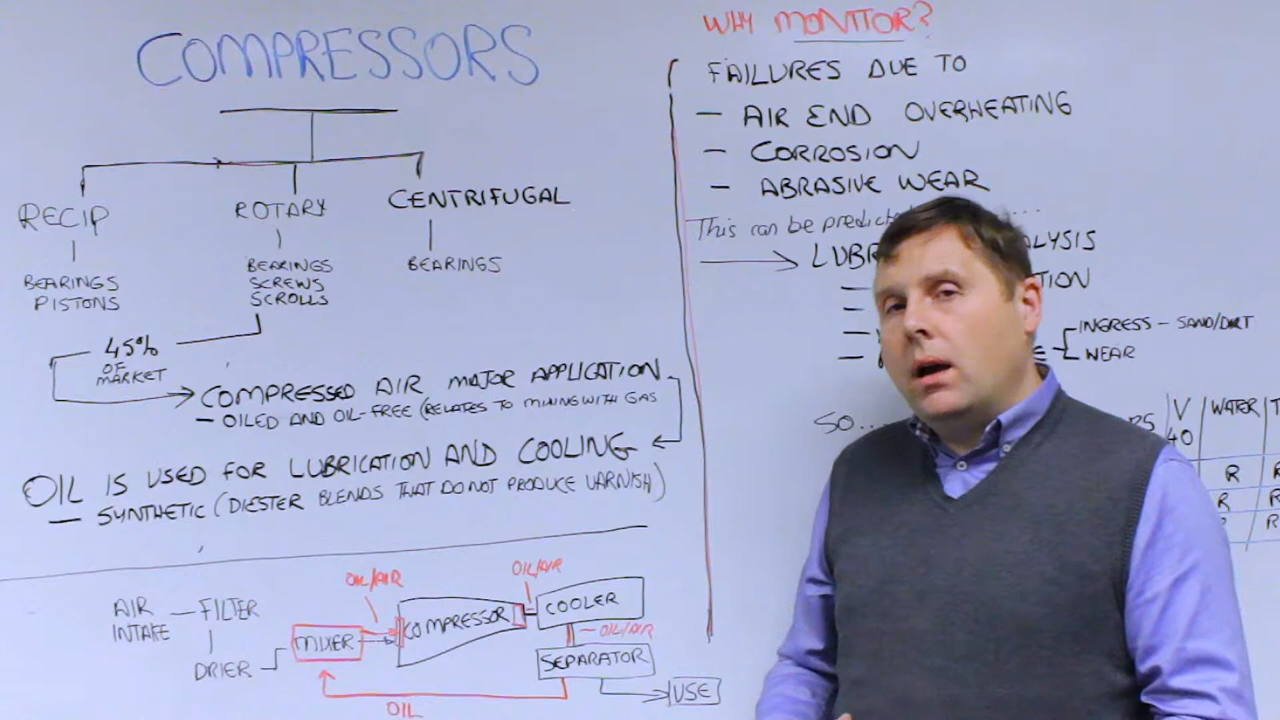 COMPRESSORS
RECIP
ROTARY
CENTRIFUGAL
BEARINGS
PISTONS
BEARINGS
SCREWS
SCROLLS
BEARINGS
45%
OF
MARKET
COMPRESSED AIR MAJOR APPLICATION
- OILED AND OIL-FREE (RELATES TO MIXING WITH GAS
OIL IS USED FOR LUBRICATION AND COOLING
- SYNTHETIC (DIESTER BLENDS THAT DO NOT PRODUCE VARNISH)
AIR
INTAKE
FILTER
DRIER
MIXER
OIL/AIR
COMPRESSOR
OIL/AIR
COOLER
OIL/AIR
SEPARATOR
USE
OIL
WHY MONITOR?
FAILURES DUE TO
- AIR END OVERHEATING
- CORROSION
- ABRASIVE WEAR
This can be
INGRESS - SAND/DIRT
WEAR
SO...
V
40
WATER
R
R
R
R
R